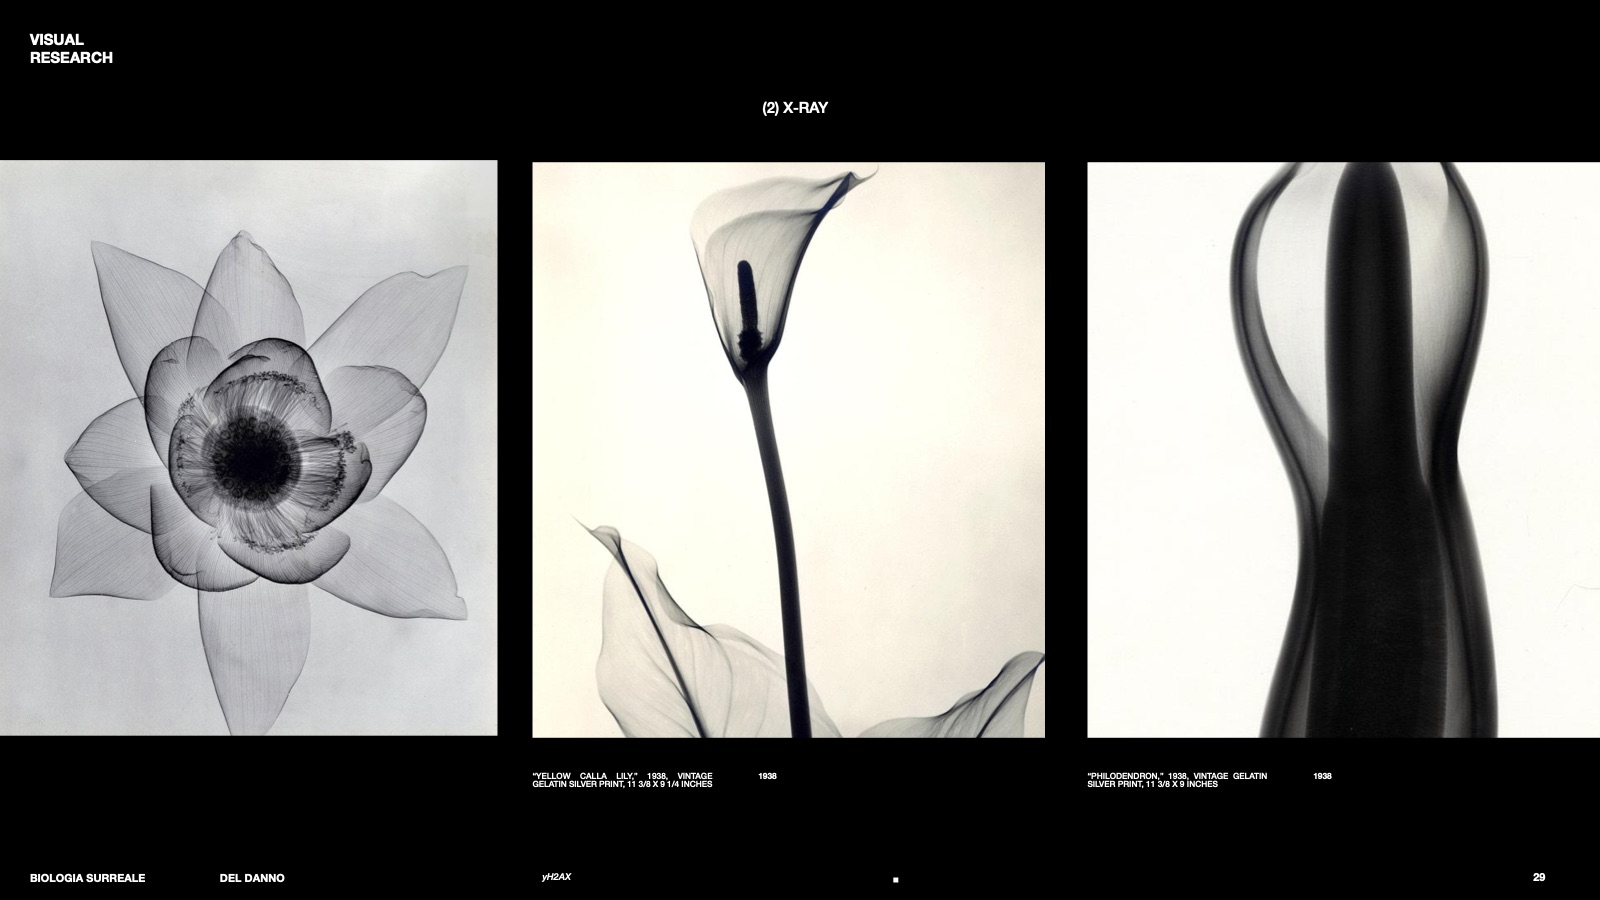 VISUAL
RESEARCH
(2) X-RAY
“YELLOW CALLA LILY,” 1938, VINTAGE
GELATIN SILVER PRINT, 11 3/8 X 9 1/4 INCHES
1938
“PHILODENDRON,” 1938, VINTAGE GELATIN
SILVER PRINT, 11 3/8 X 9 INCHES
1938
BIOLOGIA SURREALE
DEL DANNO
yH2AX
29